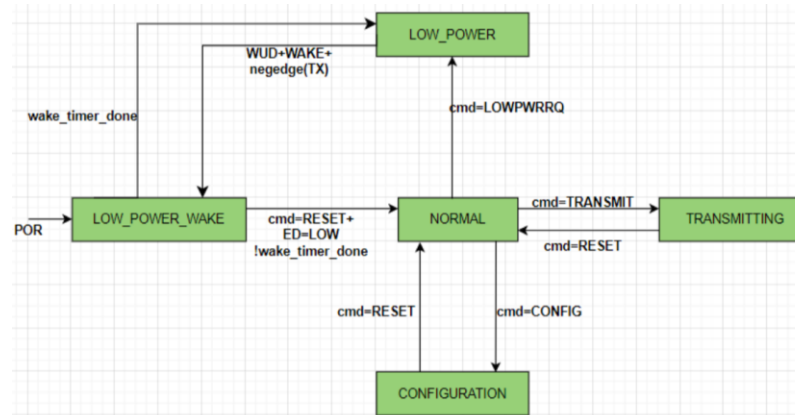 LOW_POWER
WUD+WAKE+
negedge(TX)
wake_timer_done
cmd=LOWPWRRQ
POR
LOW_POWER_WAKE
cmd=RESET+
ED=LOW
!wake_timer_done
NORMAL
cmd=TRANSMIT
cmd=RESET
TRANSMITTING
cmd=RESET
cmd=CONFIG
CONFIGURATION